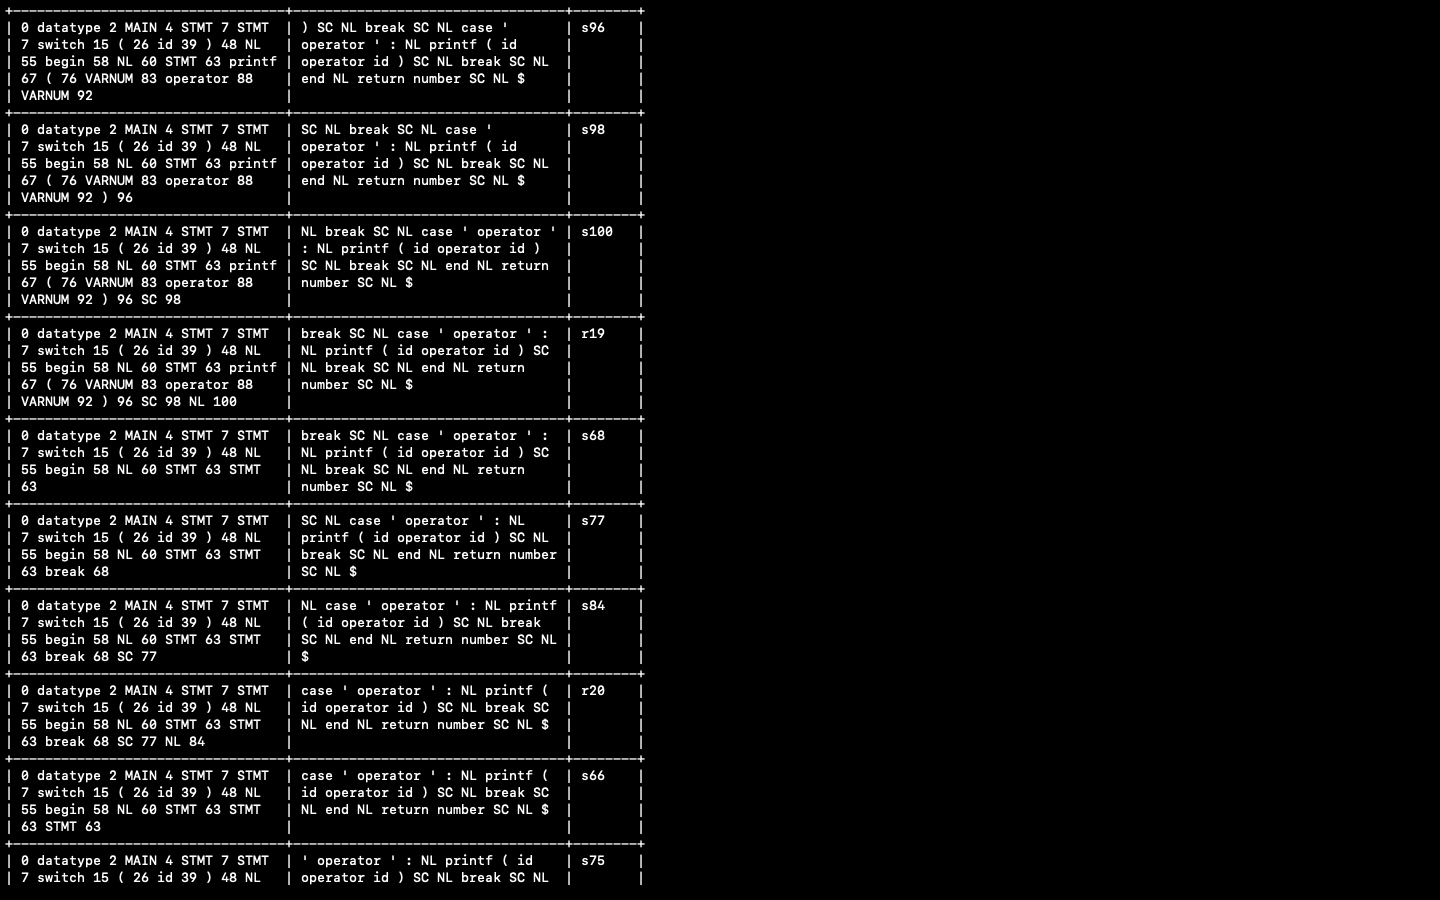 +----------------------------------+-----------------------------------+--------+
| 0 datatype 2 MAIN 4 STMT 7 STMT | ) SC NL break SC NL case ' | s96 |
| 7 switch 15 ( 26 id 39 ) 48 NL | operator ' : NL printf ( id | |
| 55 begin 58 NL 60 STMT 63 printf | operator id ) SC NL break SC NL | |
| 67 ( 76 VARNUM 83 operator 88 | end NL return number SC NL $ | |
| VARNUM 92 | | |
+----------------------------------+-----------------------------------+--------+
| 0 datatype 2 MAIN 4 STMT 7 STMT | SC NL break SC NL case ' | s98 |
| 7 switch 15 ( 26 id 39 ) 48 NL | operator ' : NL printf ( id | |
| 55 begin 58 NL 60 STMT 63 printf | operator id ) SC NL break SC NL | |
| 67 ( 76 VARNUM 83 operator 88 | end NL return number SC NL $ | |
| VARNUM 92 ) 96 | | |
+----------------------------------+-----------------------------------+--------+
| 0 datatype 2 MAIN 4 STMT 7 STMT | NL break SC NL case ' operator ' | s100 |
| 7 switch 15 ( 26 id 39 ) 48 NL | : NL printf ( id operator id ) | |
| 55 begin 58 NL 60 STMT 63 printf | SC NL break SC NL end NL return | |
| 67 ( 76 VARNUM 83 operator 88 | number SC NL $ | |
| VARNUM 92 ) 96 SC 98 | | |
+----------------------------------+-----------------------------------+--------+
| 0 datatype 2 MAIN 4 STMT 7 STMT | break SC NL case ' operator ' : | r19 |
| 7 switch 15 ( 26 id 39 ) 48 NL | NL printf ( id operator id ) SC | |
| 55 begin 58 NL 60 STMT 63 printf | NL break SC NL end NL return | |
| 67 ( 76 VARNUM 83 operator 88 | number SC NL $ | |
| VARNUM 92 ) 96 SC 98 NL 100 | | |
+----------------------------------+-----------------------------------+--------+
| 0 datatype 2 MAIN 4 STMT 7 STMT | break SC NL case ' operator ' : | s68 |
| 7 switch 15 ( 26 id 39 ) 48 NL | NL printf ( id operator id ) SC | |
| 55 begin 58 NL 60 STMT 63 STMT | NL break SC NL end NL return | |
| 63 | number SC NL $ | |
+----------------------------------+-----------------------------------+--------+
| 0 datatype 2 MAIN 4 STMT 7 STMT | SC NL case ' operator ' : NL | s77 |
| 7 switch 15 ( 26 id 39 ) 48 NL | printf ( id operator id ) SC NL | |
| 55 begin 58 NL 60 STMT 63 STMT | break SC NL end NL return number | |
| 63 break 68 | SC NL $ | |
+----------------------------------+-----------------------------------+--------+
| 0 datatype 2 MAIN 4 STMT 7 STMT | NL case ' operator ' : NL printf | s84 |
| 7 switch 15 ( 26 id 39 ) 48 NL | ( id operator id ) SC NL break | |
| 55 begin 58 NL 60 STMT 63 STMT | SC NL end NL return number SC NL | |
| 63 break 68 SC 77 | $ | |
+----------------------------------+-----------------------------------+--------+
| 0 datatype 2 MAIN 4 STMT 7 STMT | case ' operator ' : NL printf ( | r20 |
| 7 switch 15 ( 26 id 39 ) 48 NL | id operator id ) SC NL break SC | |
| 55 begin 58 NL 60 STMT 63 STMT | NL end NL return number SC NL $ | |
| 63 break 68 SC 77 NL 84 | | |
+----------------------------------+-----------------------------------+--------+
| 0 datatype 2 MAIN 4 STMT 7 STMT | case ' operator ' : NL printf ( | s66 |
| 7 switch 15 ( 26 id 39 ) 48 NL | id operator id ) SC NL break SC | |
| 55 begin 58 NL 60 STMT 63 STMT | NL end NL return number SC NL $ | |
| 63 STMT 63 | | |
+----------------------------------+-----------------------------------+--------+
| 0 datatype 2 MAIN 4 STMT 7 STMT | ' operator ' : NL printf ( id | s75 |
| 7 switch 15 ( 26 id 39 ) 48 NL | operator id ) SC NL break SC NL | |